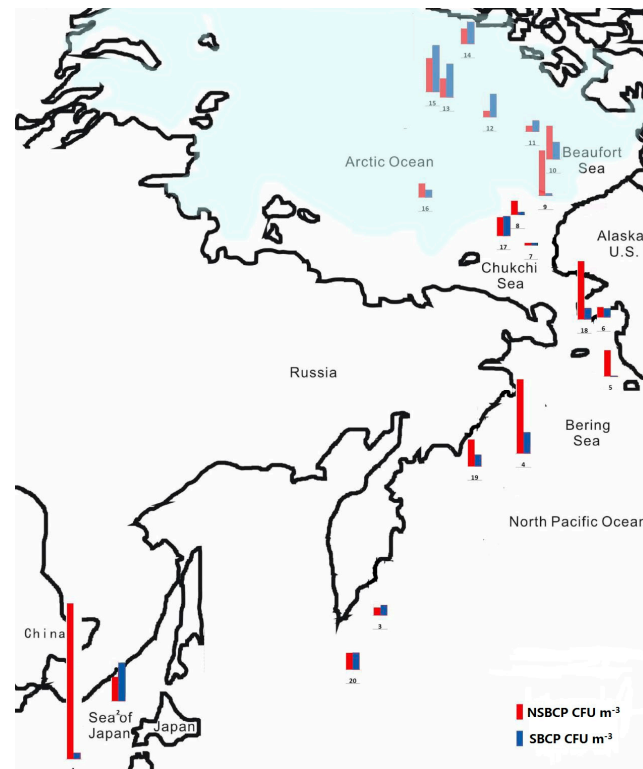 14
15
13
12
11
Arctic Ocean
Beaufort
Sea
10
16
9
8
17
7
Alaska
U.S.
Chukchi
Sea
18
6
Russia
5
Bering
Sea
4
19
North Pacific Ocean
3
China
20
2
Sea of
Japan
Japan
NSBCP CFU m⁻³
SBCP CFU m⁻³